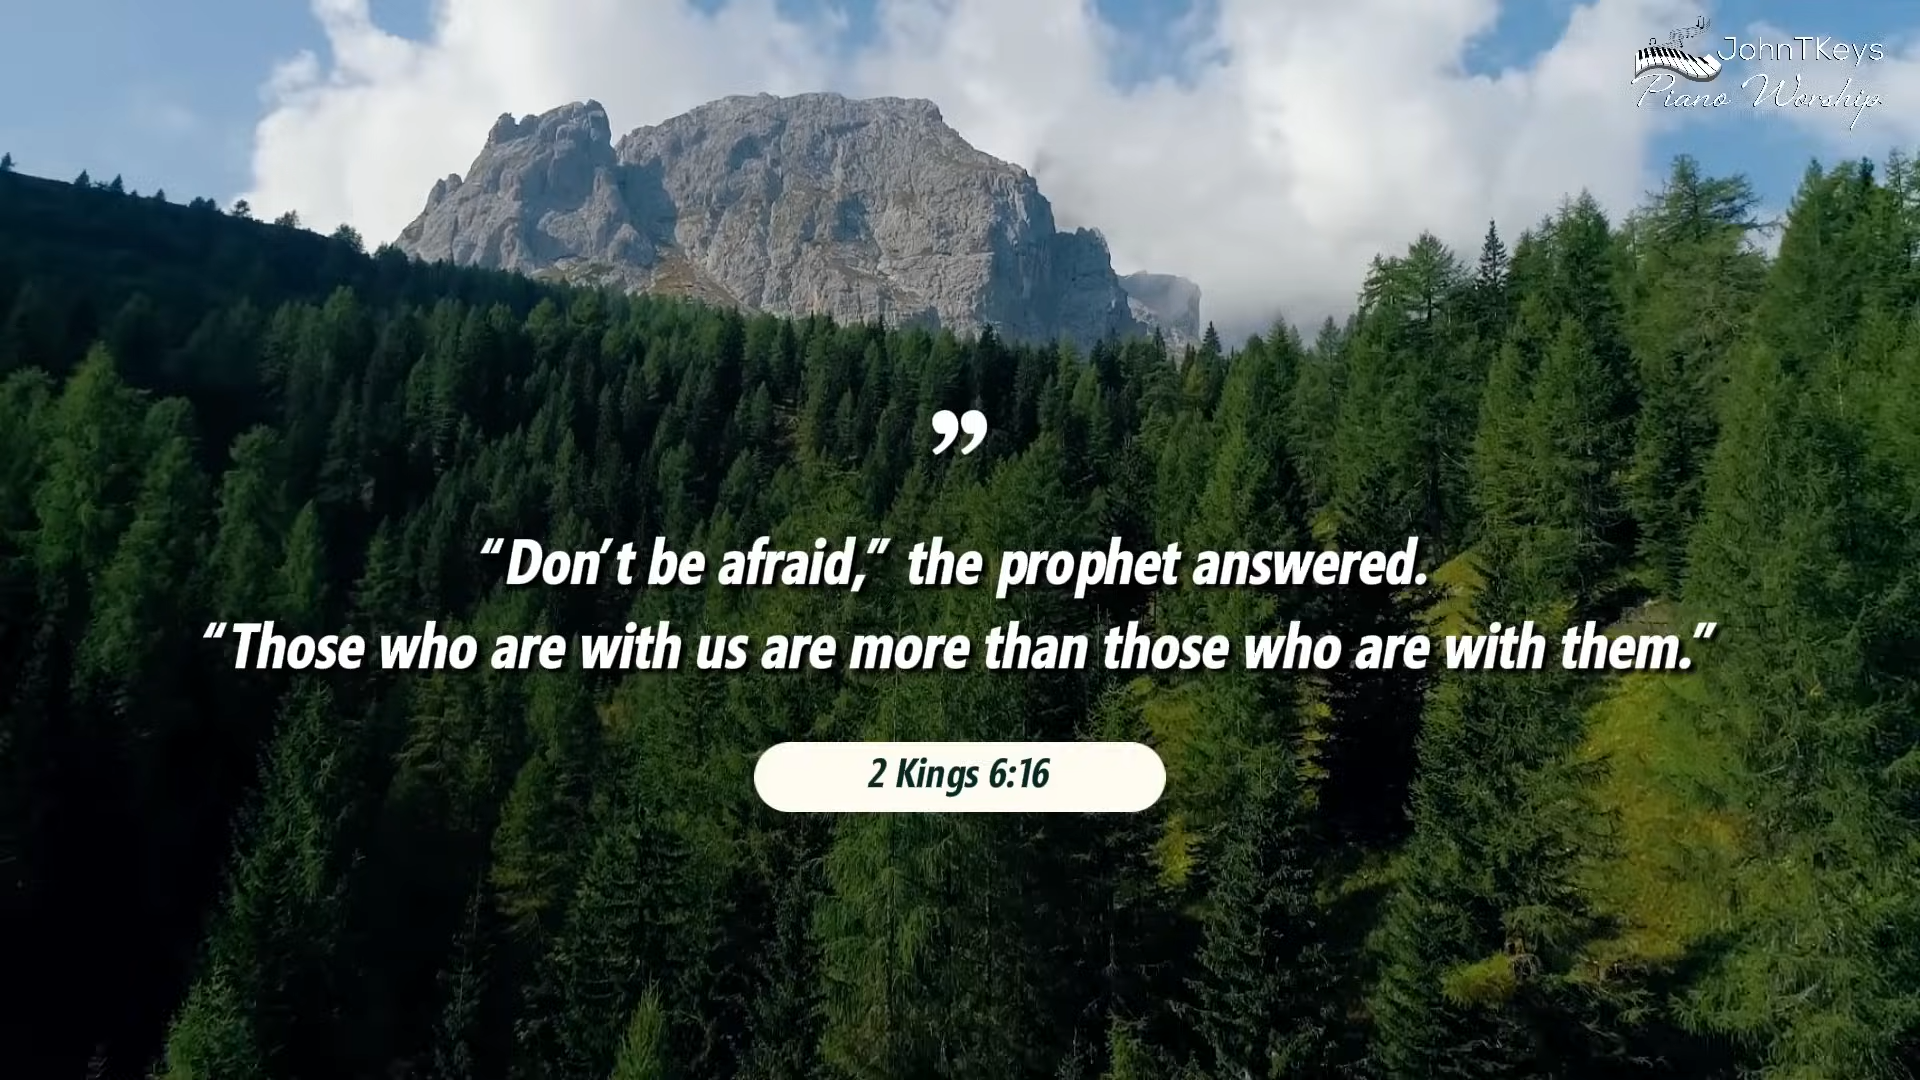 JohnTKeys
Piano Worship
”
“Don’t be afraid,” the prophet answered.
“Those who are with us are more than those who are with them.”
2 Kings 6:16